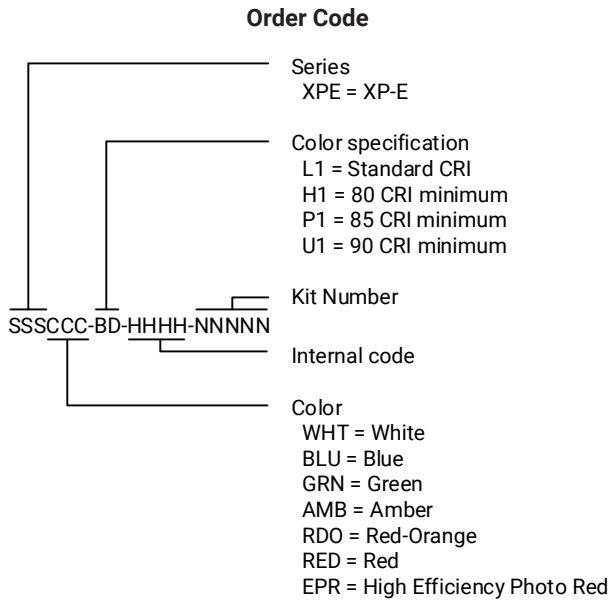 Order Code
Series
XPE = XP-E
Color specification
L1 = Standard CRI
H1 = 80 CRI minimum
P1 = 85 CRI minimum
U1 = 90 CRI minimum
Kit Number
SSSCCC-BD-HHHH-NNNNN
Internal code
Color
WHT = White
BLU = Blue
GRN = Green
AMB = Amber
RDO = Red-Orange
RED = Red
EPR = High Efficiency Photo Red